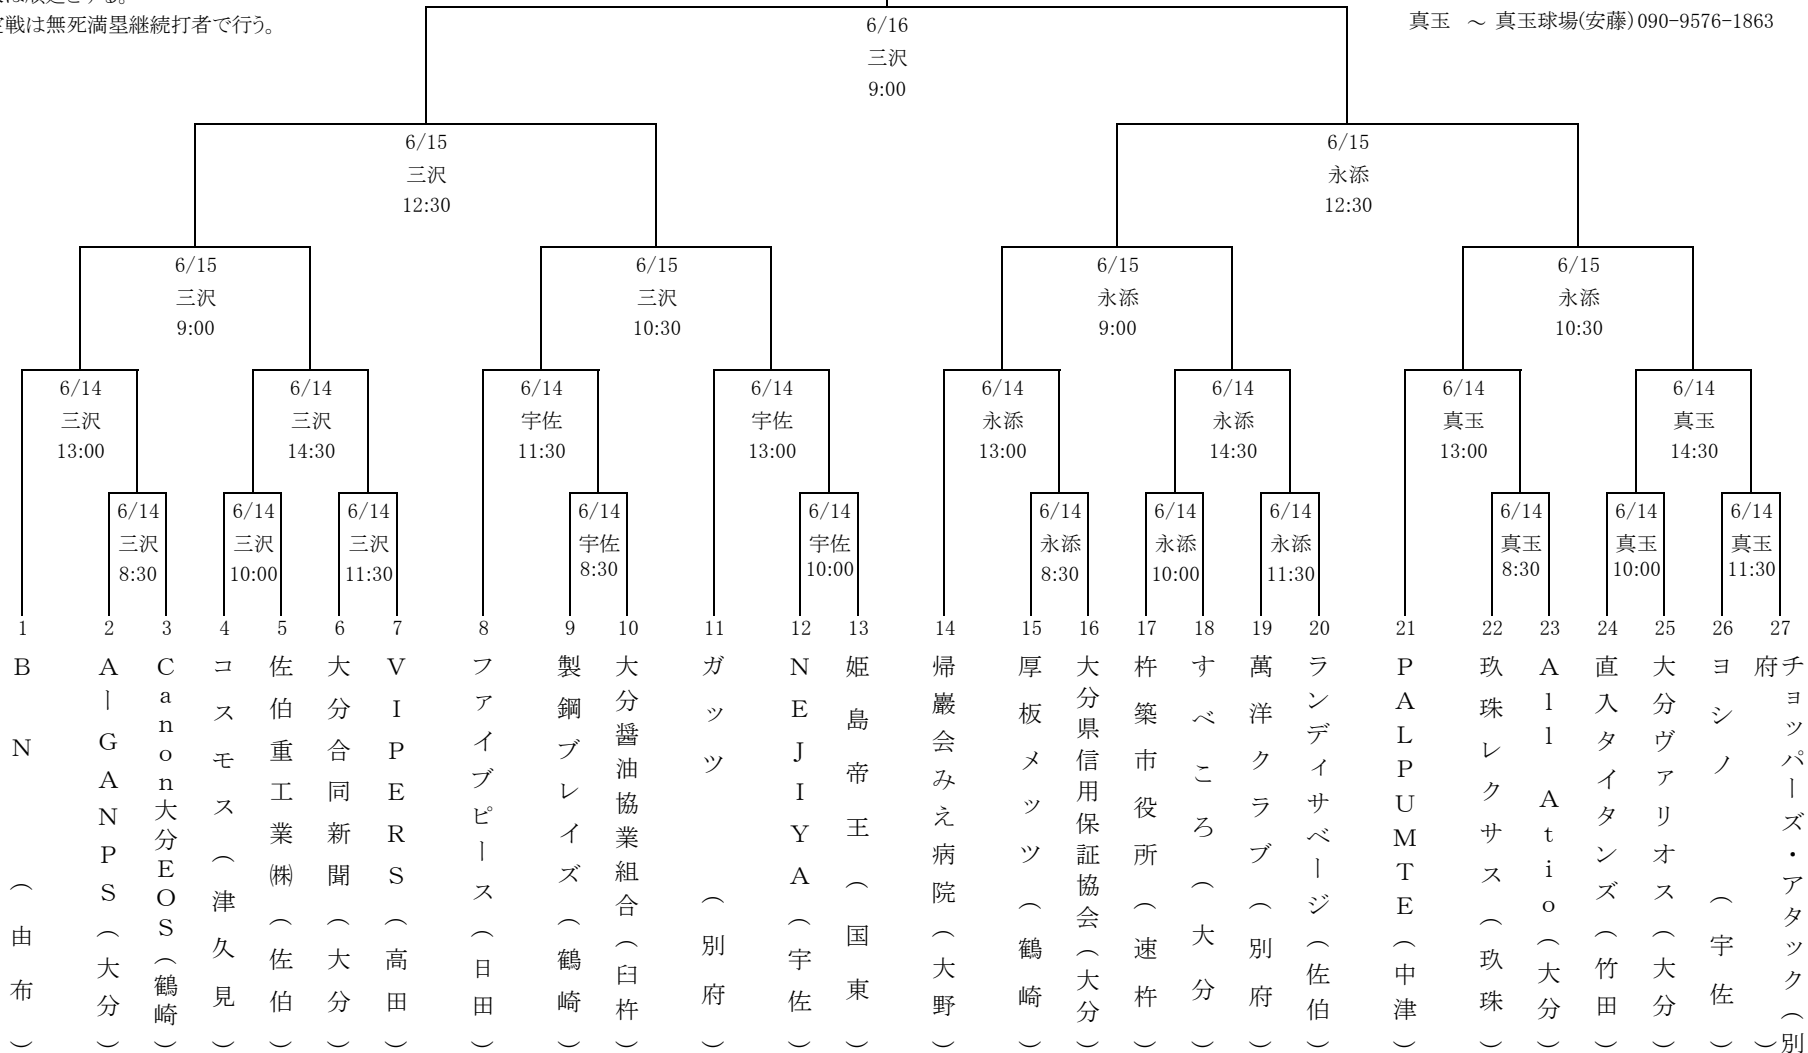 は順延とする。
戦は無死満塁継続打者で行う。
真玉 ～ 真玉球場(安藤)090-9576-1863
6/16
三沢
9:00
6/15
三沢
12:30
6/15
永添
12:30
6/15
三沢
9:00
6/15
三沢
10:30
6/15
永添
9:00
6/15
永添
10:30
6/14
三沢
13:00
6/14
三沢
14:30
6/14
宇佐
11:30
6/14
宇佐
13:00
6/14
永添
13:00
6/14
永添
14:30
6/14
真玉
13:00
6/14
真玉
14:30
6/14
三沢
8:30
6/14
三沢
10:00
6/14
三沢
11:30
6/14
宇佐
8:30
6/14
宇佐
10:00
6/14
永添
8:30
6/14
永添
10:00
6/14
永添
11:30
6/14
真玉
8:30
6/14
真玉
10:00
6/14
真玉
11:30
1
BN（由布）
2
A－GANPS（大分）
3
Canon大分EOS（鶴崎）
4
コスモス（津久見）
5
佐伯重工業㈱（佐伯）
6
大分合同新聞（大分）
7
VIPERS（高田）
8
ファイブピース（日田）
9
製鋼ブレイズ（鶴崎）
10
大分醤油協業組合（臼杵）
11
ガッツ（別府）
12
NEJIYA（宇佐）
13
姫島帝王（国東）
14
帰巖会みえ病院（大野）
15
厚板メッツ（鶴崎）
16
大分県信用保証協会（大分）
17
杵築市役所（速杵）
18
すべころ（大分）
19
萬洋クラブ（別府）
20
ランディサベージ（佐伯）
21
PALPUMTE（中津）
22
玖珠レクサス（玖珠）
23
All Atio（大分）
24
直入タイタンズ（竹田）
25
大分ヴァリオス（大分）
26
ヨシノ（宇佐）
27
チョッパーズ・アタック（別
府）